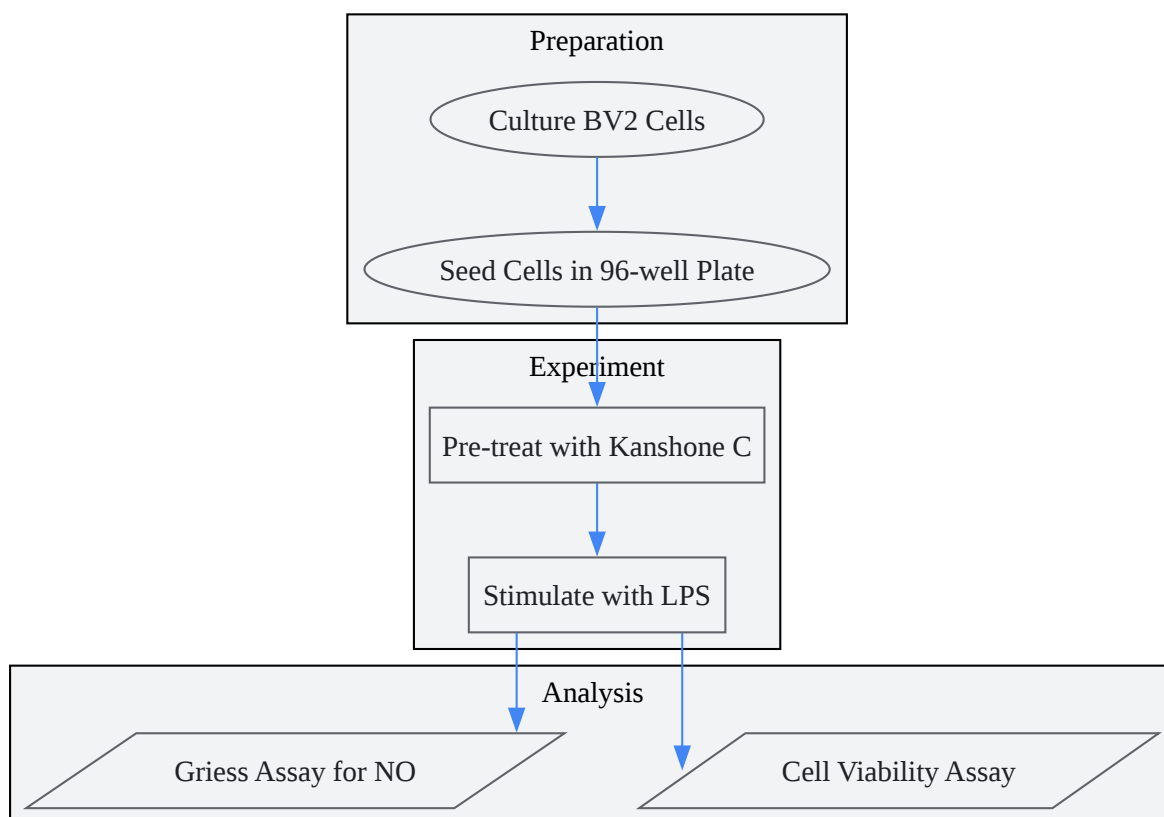 Preparation
Culture BV2 Cells
Seed Cells in 96-well Plate
Experiment
Pre-treat with Kanshone C
Stimulate with LPS
Analysis
Griess Assay for NO
Cell Viability Assay